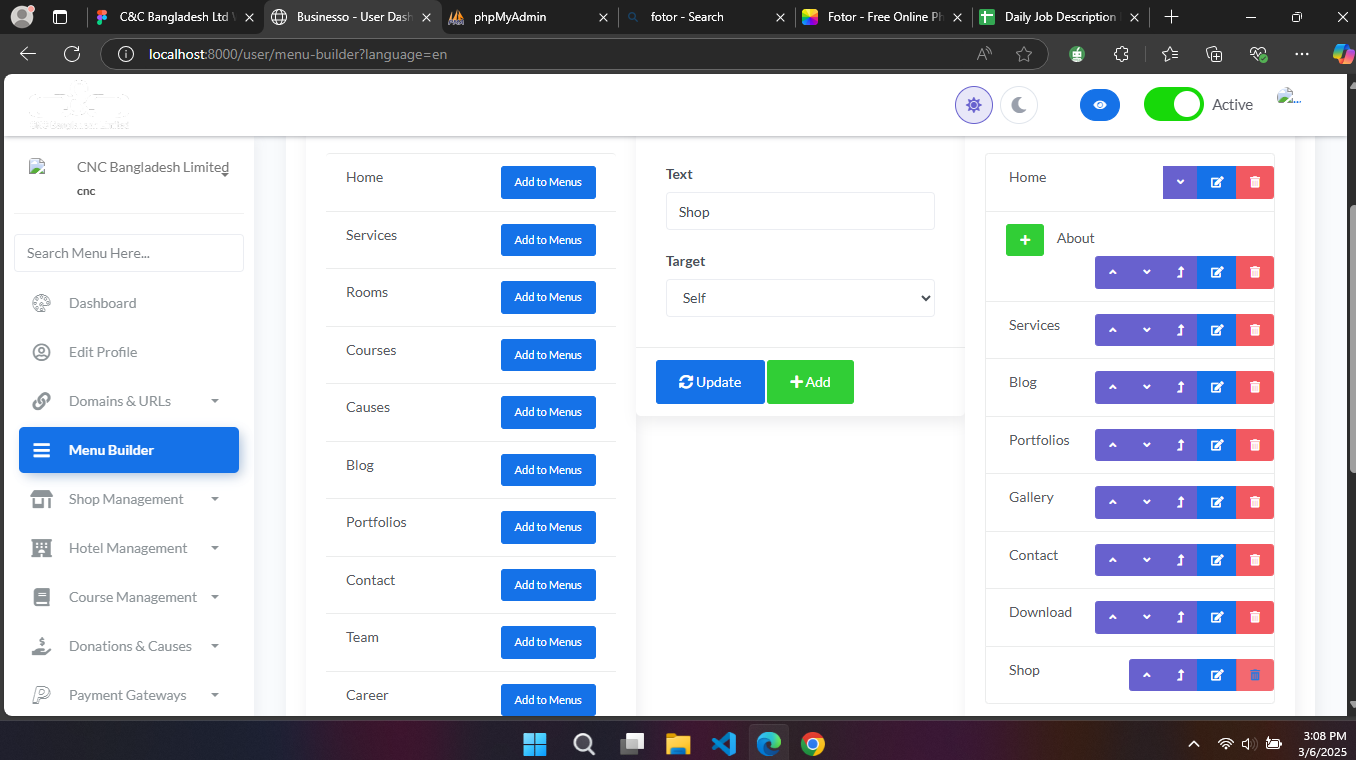 C&C Bangladesh Ltd
Businesso - User Dash
phpMyAdmin
fotor - Search
Fotor - Free Online Ph
Daily Job Description
localhost:8000/user/menu-builder?language=en
Active
CNC Bangladesh Limited
cnc
Search Menu Here...
Dashboard
Edit Profile
Domains & URLs
Menu Builder
Shop Management
Hotel Management
Course Management
Donations & Causes
Payment Gateways
Home
Add to Menus
Services
Add to Menus
Rooms
Add to Menus
Courses
Add to Menus
Causes
Add to Menus
Blog
Add to Menus
Portfolios
Add to Menus
Contact
Add to Menus
Team
Add to Menus
Career
Add to Menus
Text
Shop
Target
Self
Update
Add
Home
About
Services
Blog
Portfolios
Gallery
Contact
Download
Shop
3:08 PM
3/6/2025